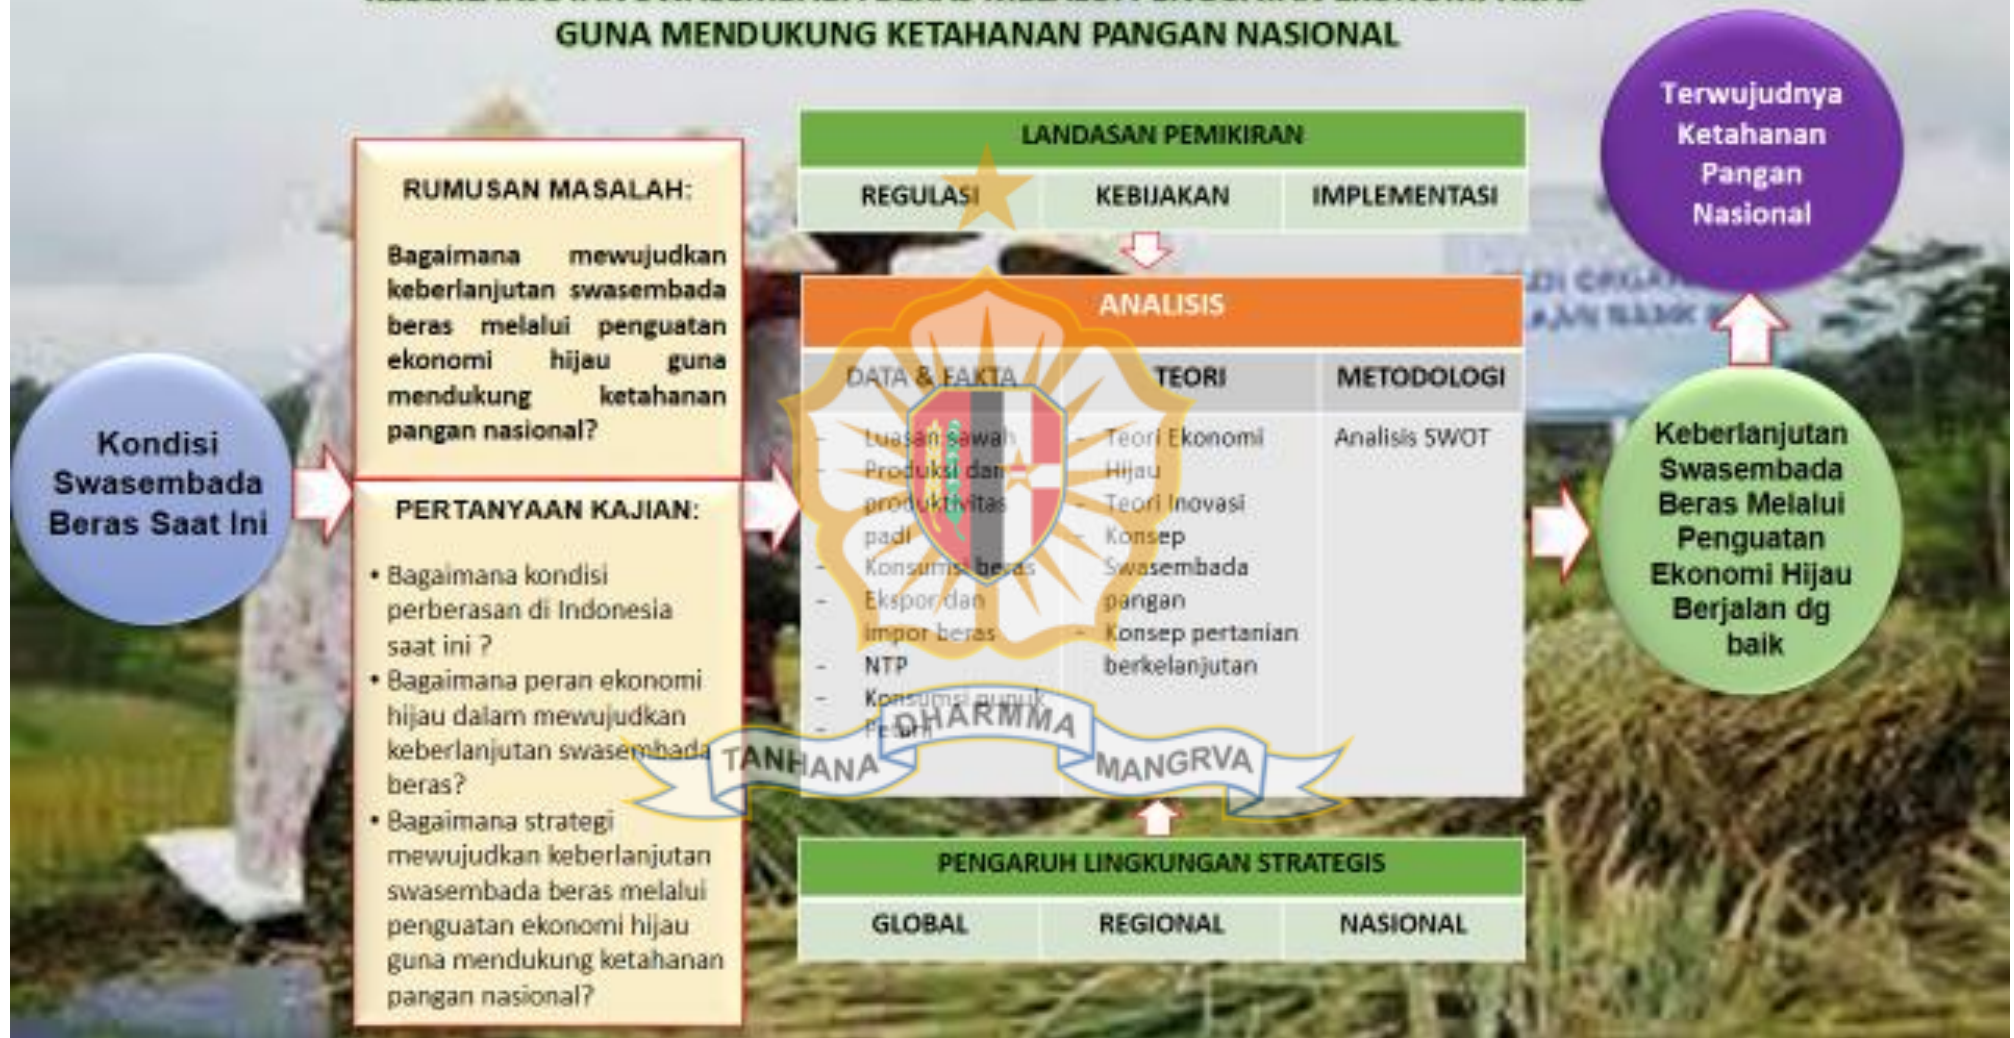 GUNA MENDUKUNG KETAHANAN PANGAN NASIONAL
Kondisi
Swasembada
Beras Saat Ini
RUMUSAN MASALAH:
Bagaimana mewujudkan
keberlanjutan swasembada
beras melalui penguatan
ekonomi hijau guna
mendukung ketahanan
pangan nasional?
PERTANYAAN KAJIAN:
• Bagaimana kondisi
perberasan di Indonesia
saat ini ?
• Bagaimana peran ekonomi
hijau dalam mewujudkan
keberlanjutan swasembada
beras?
• Bagaimana strategi
mewujudkan keberlanjutan
swasembada beras melalui
penguatan ekonomi hijau
guna mendukung ketahanan
pangan nasional?
LANDASAN PEMIKIRAN
REGULASI KEBIJAKAN IMPLEMENTASI
ANALISIS
DATA & FAKTA TEORI METODOLOGI
- Luasan sawah
- Produksi dan
produktivitas
padi
- Konsumsi beras
- Ekspor dan
impor beras
- NTP
- Konsumsi pupuk
- Petani
- Teori Ekonomi
Hijau
- Teori Inovasi
- Konsep
Swasembada
pangan
- Konsep pertanian
berkelanjutan
Analisis SWOT
TANHANA DHARMMA MANGRVA
PENGARUH LINGKUNGAN STRATEGIS
GLOBAL REGIONAL NASIONAL
Terwujudnya
Ketahanan
Pangan
Nasional
Keberlanjutan
Swasembada
Beras Melalui
Penguatan
Ekonomi Hijau
Berjalan dg
baik